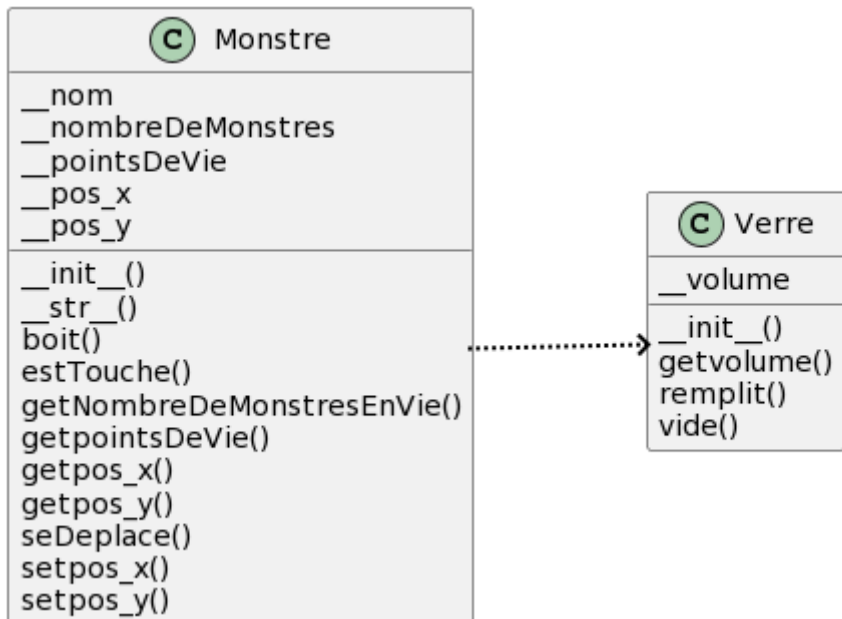 C Monstre
__nom
__nombreDeMonstres
__pointsDeVie
__pos_x
__pos_y
__init__()
__str__()
boit()
estTouche()
getNombreDeMonstresEnVie()
getpointsDeVie()
getpos_x()
getpos_y()
seDeplace()
setpos_x()
setpos_y()
C Verre
__volume
__init__()
getvolume()
remplit()
vide()